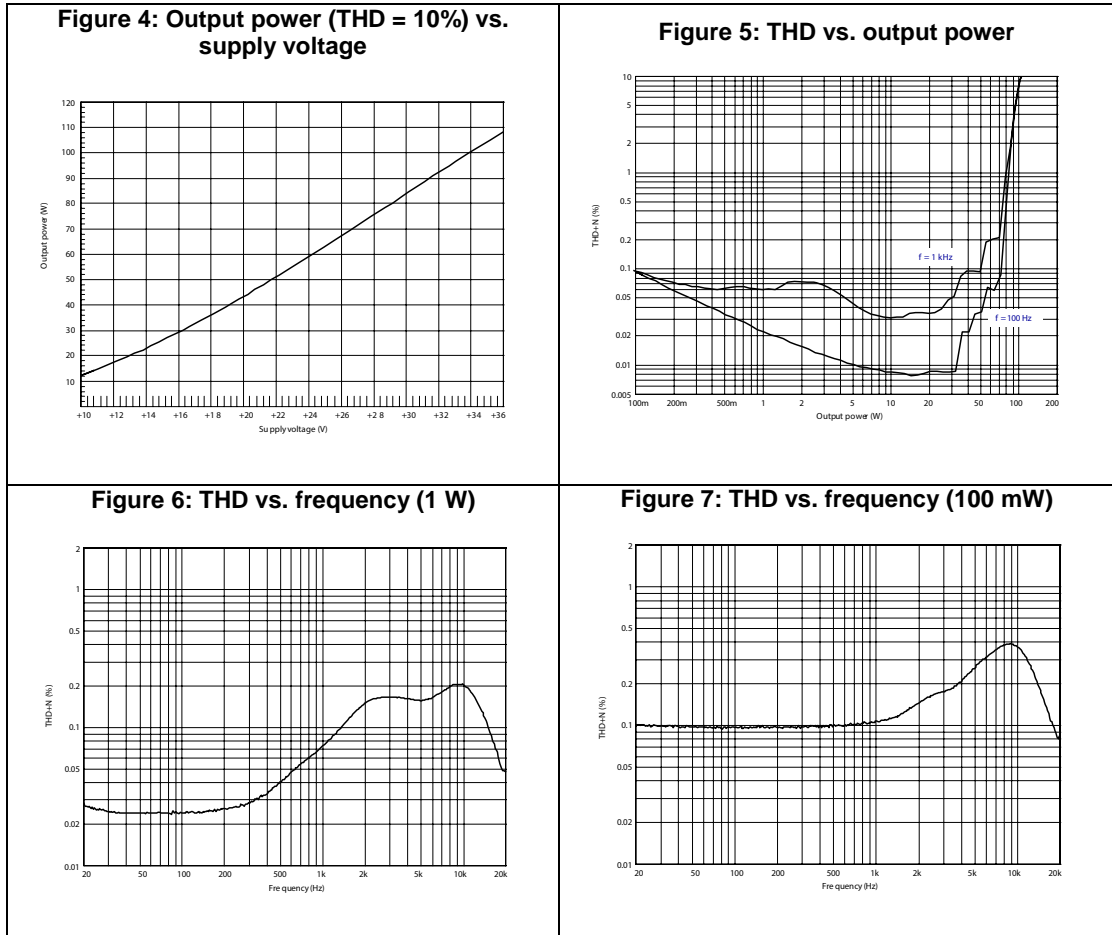 Figure 4: Output power (THD = 10%) vs.
supply voltage
120
110
100
90
80
70
60
50
40
30
20
10
Output power (W)
+10 +12 +14 +16 +18 +20 +22 +24 +26 +28 +30 +32 +34 +36
Supply voltage (V)
Figure 5: THD vs. output power
10
5
2
1
0.5
0.2
0.1
0.05
0.02
0.01
0.005
THD+N (%)
f = 1 kHz
f = 100 Hz
100m 200m 500m 1 2 5 10 20 50 100 200
Output power (W)
Figure 6: THD vs. frequency (1 W)
2
1
0.5
0.2
0.1
0.05
0.02
0.01
THD+N (%)
20 50 100 200 500 1k 2k 5k 10k 20k
Frequency (Hz)
Figure 7: THD vs. frequency (100 mW)
2
1
0.5
0.2
0.1
0.05
0.02
0.01
THD+N (%)
20 50 100 200 500 1k 2k 5k 10k 20k
Frequency (Hz)